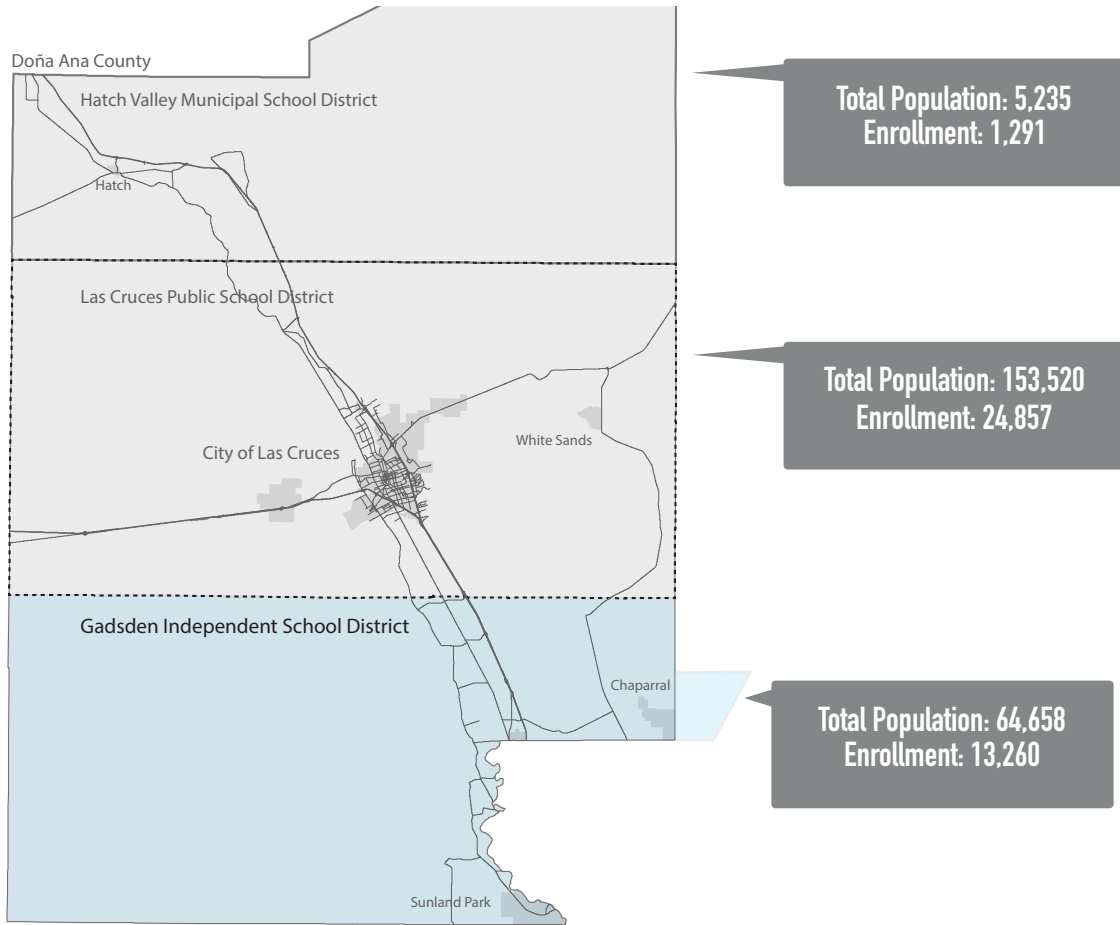 Doña Ana County
Hatch Valley Municipal School District
Hatch
Total Population: 5,235
Enrollment: 1,291
Las Cruces Public School District
City of Las Cruces
White Sands
Total Population: 153,520
Enrollment: 24,857
Gadsden Independent School District
Chaparral
Sunland Park
Total Population: 64,658
Enrollment: 13,260